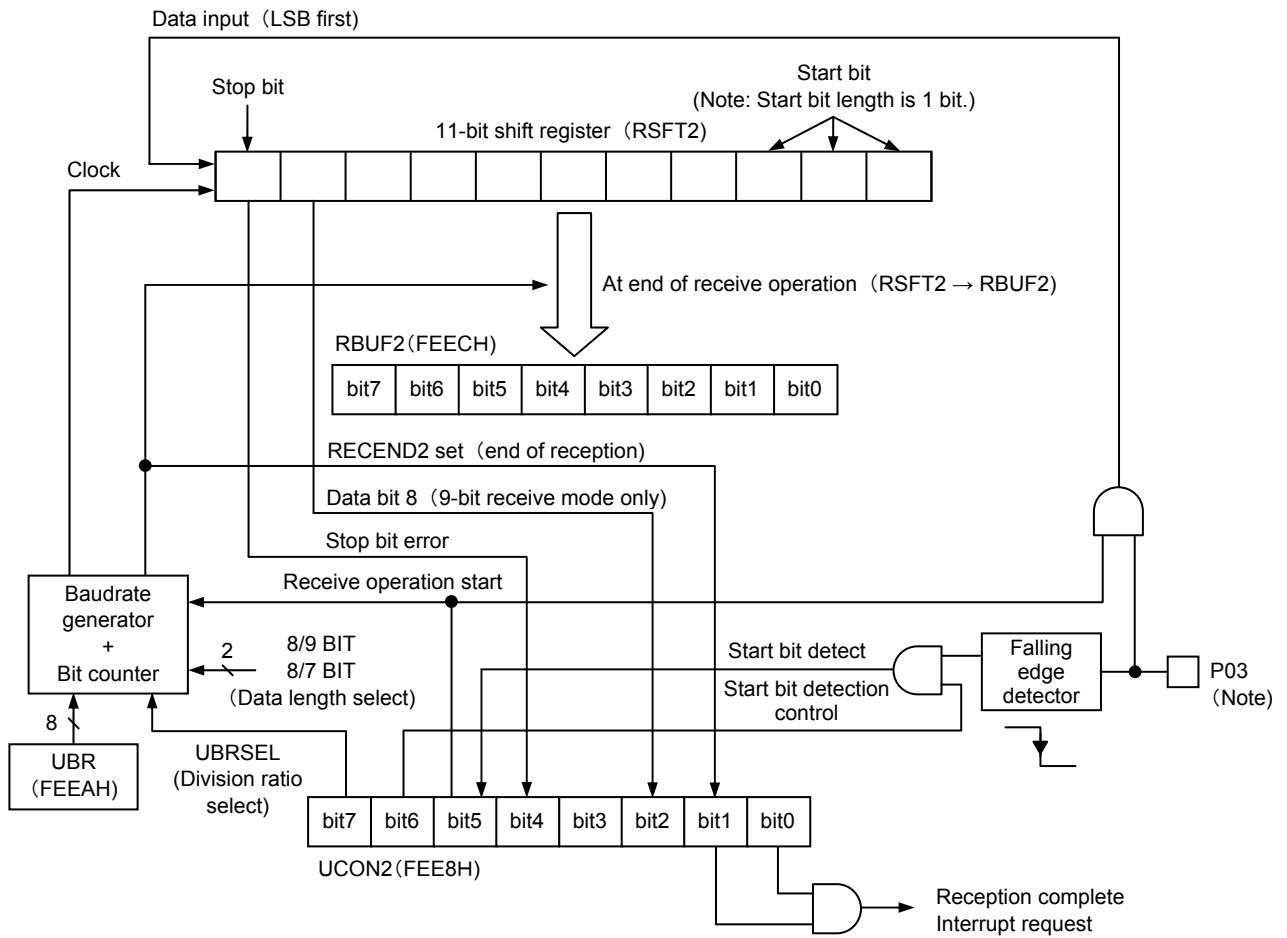 Data input（LSB first）
Stop bit
Start bit
(Note: Start bit length is 1 bit.)
11-bit shift register（RSFT2）
Clock
At end of receive operation（RSFT2 → RBUF2）
RBUF2（FEECH）
bit7 bit6 bit5 bit4 bit3 bit2 bit1 bit0
RECEND2 set（end of reception）
Data bit 8（9-bit receive mode only）
Stop bit error
Receive operation start
Baudrate
generator
+
Bit counter
2
8/9 BIT
8/7 BIT
（Data length select）
Start bit detect
Start bit detection
control
Falling
edge
detector
P03
（Note）
8
UBR
（FEEAH）
UBRSEL
(Division ratio
select)
bit7 bit6 bit5 bit4 bit3 bit2 bit1 bit0
UCON2（FEE8H）
Reception complete
Interrupt request